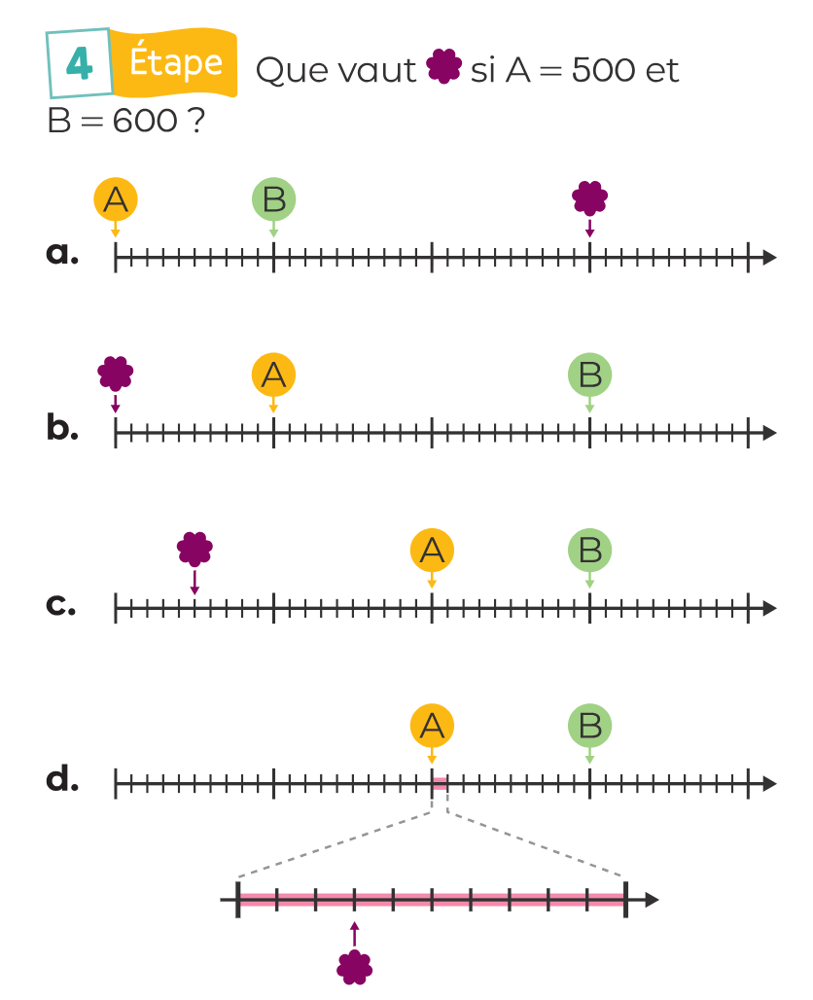 4 Étape Que vaut si A = 500 et
B = 600 ?
A B
a.
A B
b.
A B
c.
A B
d.